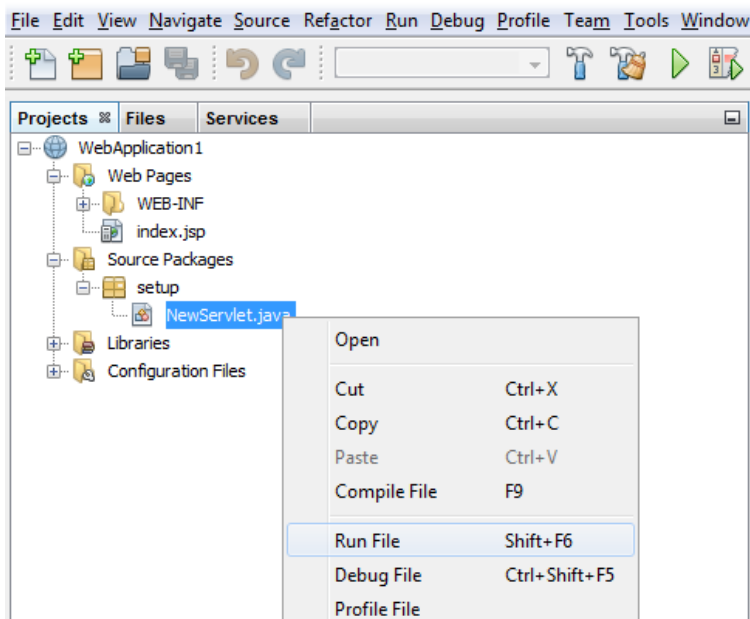 File Edit View Navigate Source Refactor Run Debug Profile Team Tools Window
Projects Files Services
WebApplication1
Web Pages
WEB-INF
index.jsp
Source Packages
setup
NewServlet.java
Libraries
Configuration Files
Open
Cut Ctrl+X
Copy Ctrl+C
Paste Ctrl+V
Compile File F9
Run File Shift+F6
Debug File Ctrl+Shift+F5
Profile File